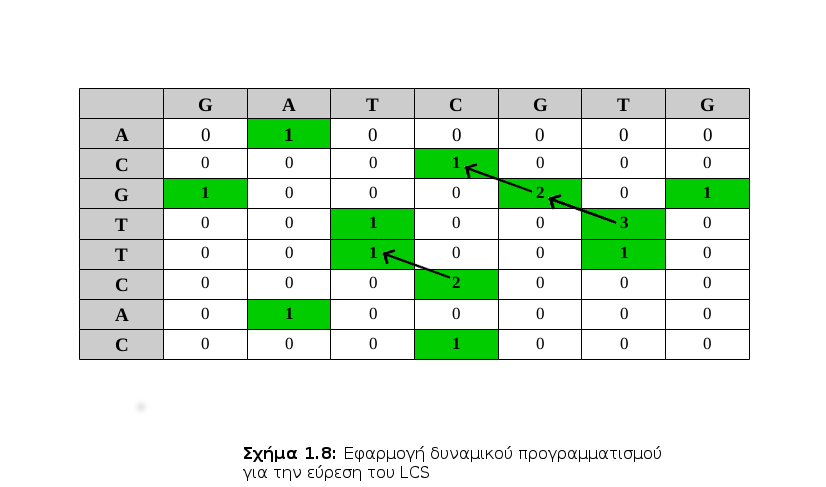 G A T C G T G
A 0 1 0 0 0 0 0
C 0 0 0 1 0 0 0
G 1 0 0 0 2 0 1
T 0 0 1 0 0 3 0
T 0 0 1 0 0 1 0
C 0 0 0 2 0 0 0
A 0 1 0 0 0 0 0
C 0 0 0 1 0 0 0
Σχήμα 1.8: Εφαρμογή δυναμικού προγραμματισμού
για την εύρεση του LCS